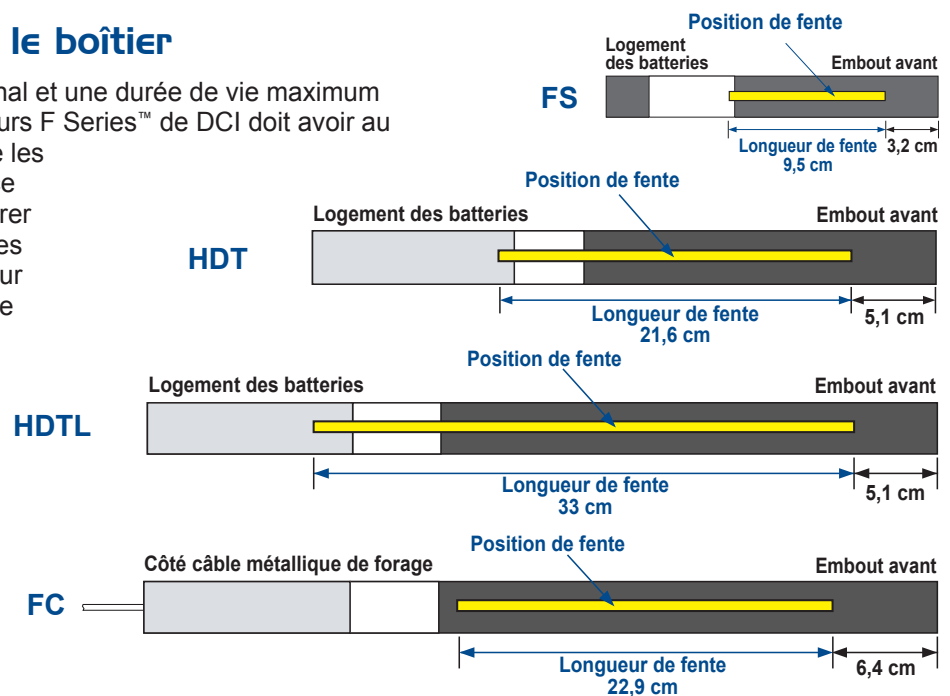 le boîtier
nal et une durée de vie maximum
urs F Series™ de DCI doit avoir au
les
Position de fente
Logement
des batteries
Embout avant
FS
Longueur de fente
9,5 cm
3,2 cm
Position de fente
Logement des batteries
Embout avant
HDT
Longueur de fente
21,6 cm
5,1 cm
Position de fente
Logement des batteries
Embout avant
HDTL
Longueur de fente
33 cm
5,1 cm
Position de fente
Côté câble métallique de forage
Embout avant
FC
Longueur de fente
22,9 cm
6,4 cm